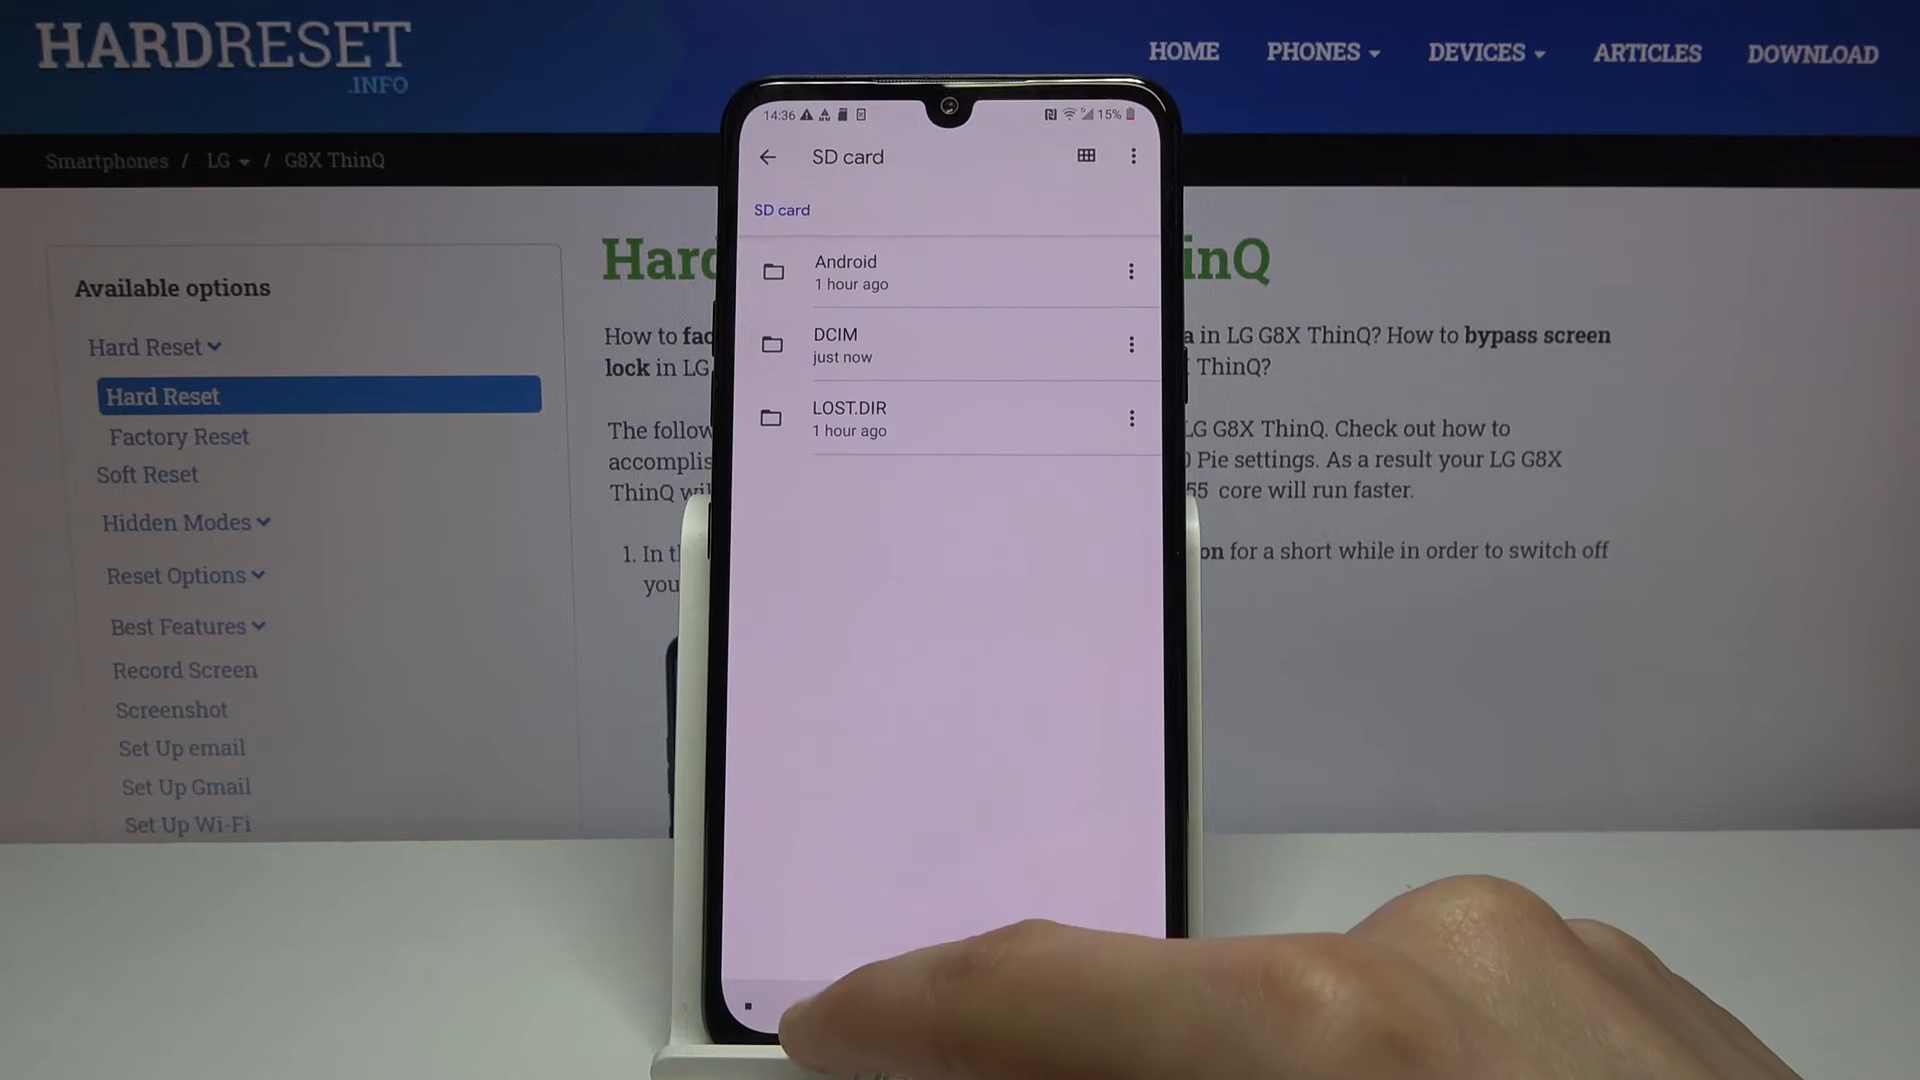 HARDRESET
.INFO
HOME PHONES DEVICES ARTICLES DOWNLOAD
Smartphones / LG / G8X ThinQ
Available options
Hard Reset
Hard Reset
Factory Reset
Soft Reset
Hidden Modes
Reset Options
Best Features
Record Screen
Screenshot
Set Up email
Set Up Gmail
Set Up Wi-Fi
14:36 15%
SD card
SD card
Android
1 hour ago
DCIM
just now
LOST.DIR
1 hour ago
Hard inQ
How to fac a in LG G8X ThinQ? How to bypass screen
lock in LG ThinQ?
The follow LG G8X ThinQ. Check out how to
accomplis Pie settings. As a result your LG G8X
ThinQ wil 55 core will run faster.
1. In t on for a short while in order to switch off
you